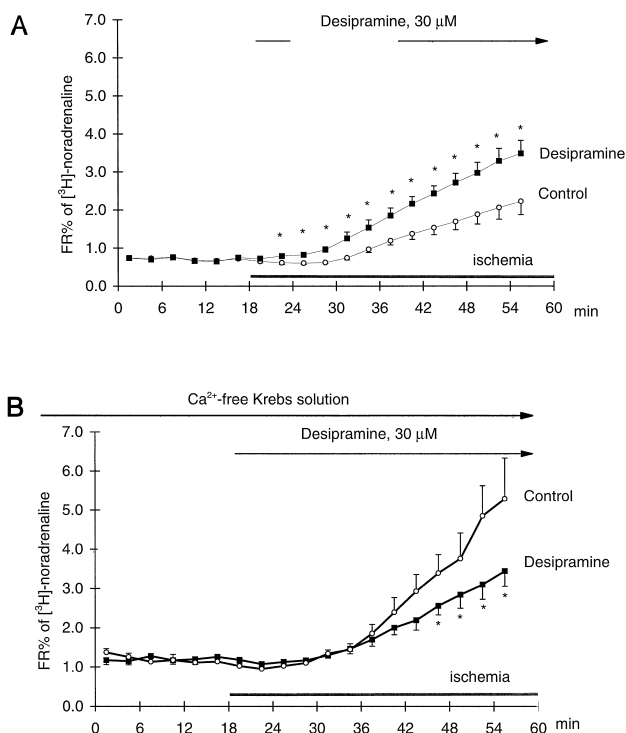 A
Desipramine, 30 µM
7.0
6.0
5.0
4.0
3.0
2.0
1.0
0.0
FR% of [³H]-noradrenaline
* * * * * * * * * * * *
Desipramine
Control
ischemia
0 6 12 18 24 30 36 42 48 54 60 min
B
Ca²⁺-free Krebs solution
Desipramine, 30 µM
7.0
6.0
5.0
4.0
3.0
2.0
1.0
0.0
FR% of [³H]-noradrenaline
Control
Desipramine
* * * *
ischemia
0 6 12 18 24 30 36 42 48 54 60 min